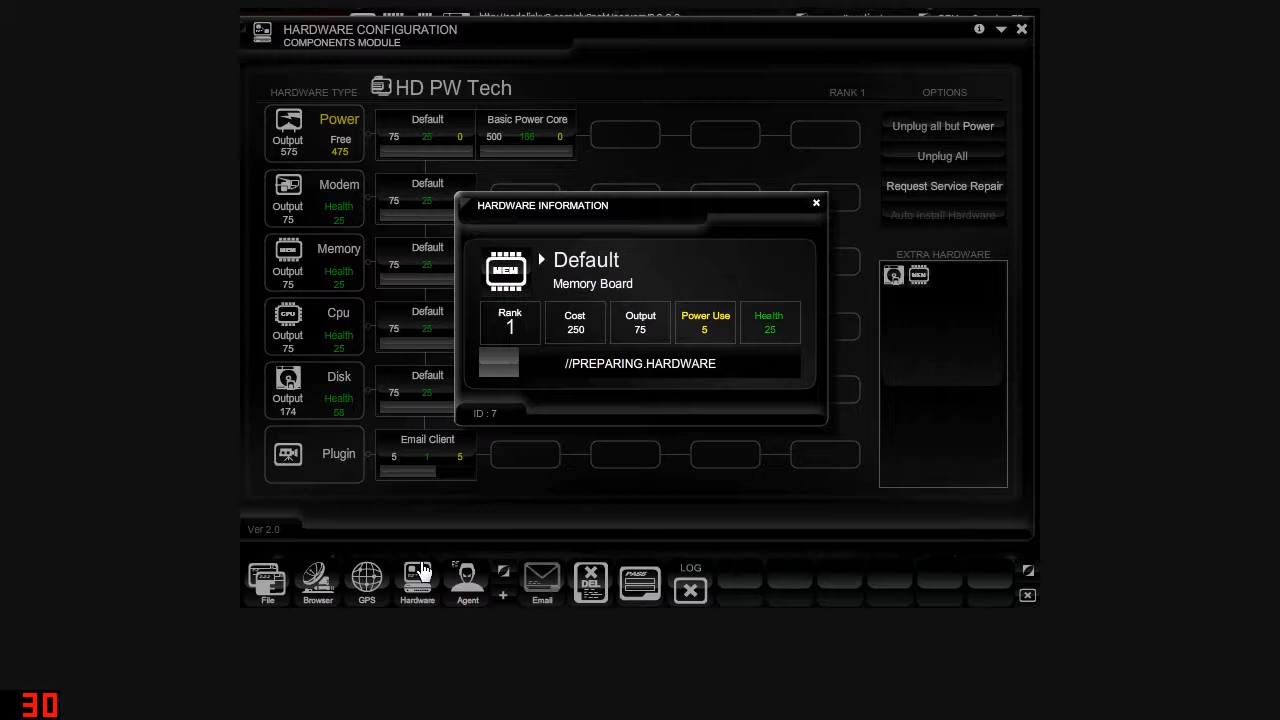 HARDWARE CONFIGURATION
COMPONENTS MODULE
HARDWARE TYPE
HD PW Tech
RANK 1
OPTIONS
Power
Output
575
Free
475
Default
75 25 0
Basic Power Core
500 166 0
Unplug all but Power
Unplug All
Request Service Repair
Auto Install Hardware
Modem
Output
75
Health
25
Default
75 25
Memory
Output
75
Health
25
Default
75 25
Cpu
Output
75
Health
25
Default
75 25
Disk
Output
174
Health
58
Default
75 25
Plugin
Email Client
5 1 5
EXTRA HARDWARE
HARDWARE INFORMATION
MEM
Default
Memory Board
Rank
1
Cost
250
Output
75
Power Use
5
Health
25
//PREPARING.HARDWARE
ID : 7
Ver 2.0
File
Browser
GPS
Hardware
Agent
Email
DEL
PASS
LOG
30